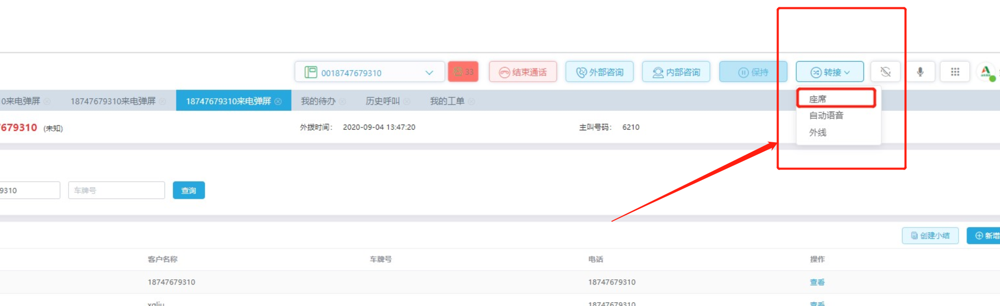 0018747679310
33
结束通话
外部咨询
内部咨询
保持
转接
0来电弹屏
18747679310来电弹屏
18747679310来电弹屏
我的待办
历史呼叫
我的工单
座席
自动语音
外线
679310 (未知)
外拨时间： 2020-09-04 13:47:20
主叫号码： 6210
9310
车牌号
查询
创建小结
新增
客户名称
车牌号
电话
操作
18747679310
18747679310
查看
xqliu
18747679310
查看